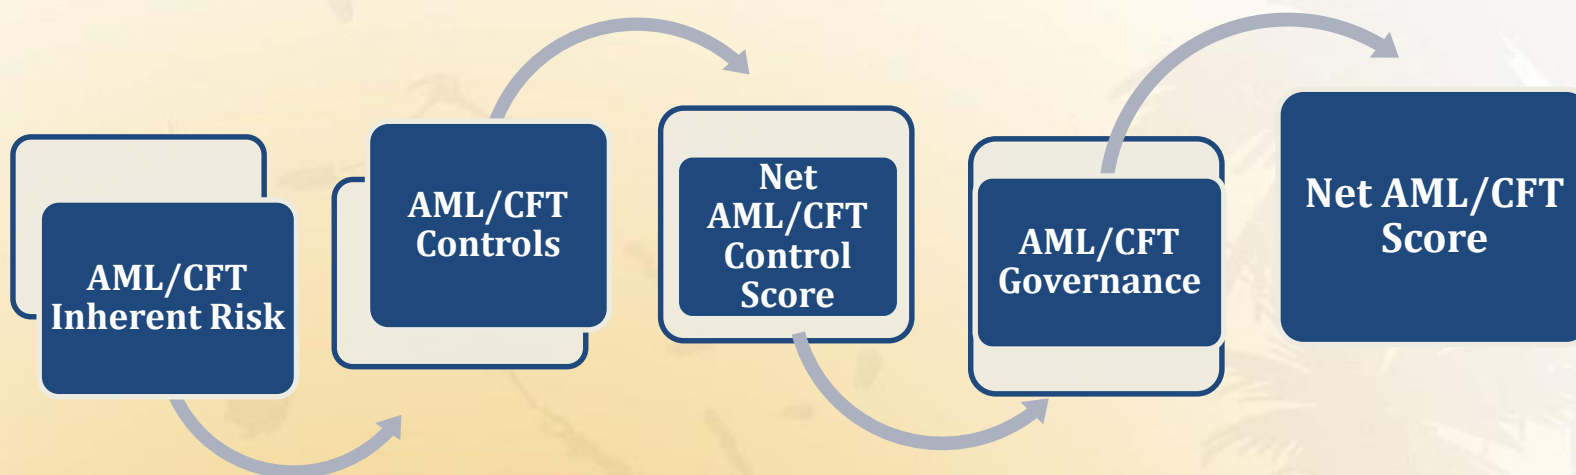 AML/CFT
Inherent Risk
AML/CFT
Controls
Net
AML/CFT
Control
Score
AML/CFT
Governance
Net AML/CFT
Score